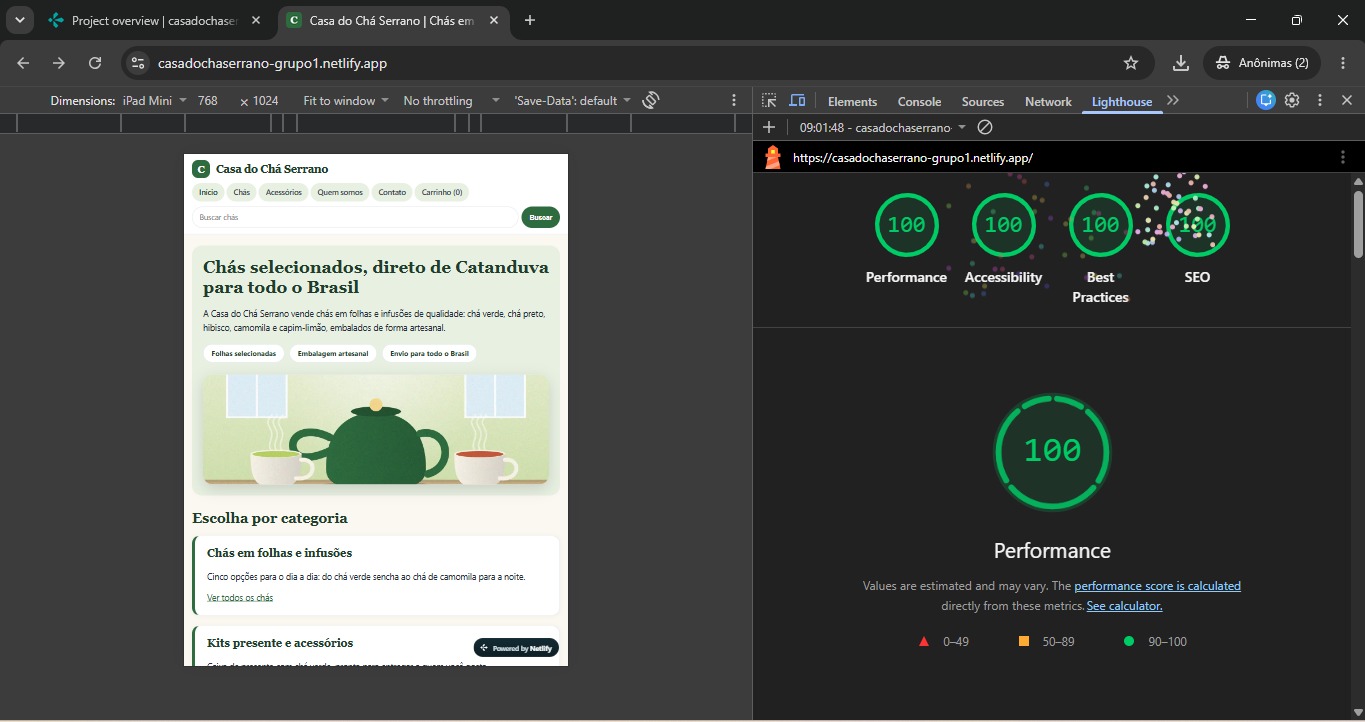 Project overview | casadochaser
C Casa do Chá Serrano | Chás em
casadochaserrano-grupo1.netlify.app
Anônimas (2)
Dimensions: iPad Mini 768 × 1024 Fit to window No throttling 'Save-Data': default
Elements Console Sources Network Lighthouse
09:01:48 - casadochaserrano-
https://casadochaserrano-grupo1.netlify.app/
C Casa do Chá Serrano
Início Chás Acessórios Quem somos Contato Carrinho (0)
Buscar chás Buscar
Chás selecionados, direto de Catanduva
para todo o Brasil
A Casa do Chá Serrano vende chás em folhas e infusões de qualidade: chá verde, chá preto,
hibisco, camomila e capim-limão, embalados de forma artesanal.
Folhas selecionadas Embalagem artesanal Envio para todo o Brasil
Escolha por categoria
Chás em folhas e infusões
Cinco opções para o dia a dia: do chá verde sencha ao chá de camomila para a noite.
Ver todos os chás
Kits presente e acessórios
Powered by Netlify
100 100 100 100
Performance Accessibility Best Practices SEO
100
Performance
Values are estimated and may vary. The performance score is calculated
directly from these metrics. See calculator.
0–49 50–89 90–100